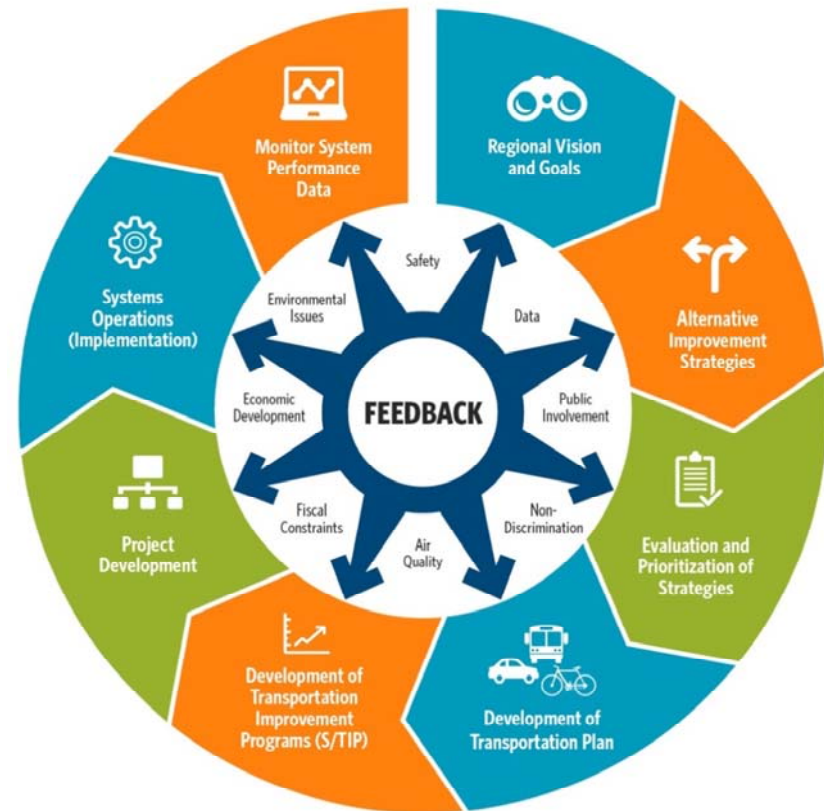 Regional Vision
and Goals
Alternative
Improvement
Strategies
Evaluation and
Prioritization of
Strategies
Development of
Transportation Plan
Development of
Transportation
Improvement
Programs (S/TIP)
Project
Development
Systems
Operations
(Implementation)
Monitor System
Performance
Data
Safety
Data
Public
Involvement
Non-
Discrimination
Air
Quality
Fiscal
Constraints
Economic
Development
Environmental
Issues
FEEDBACK